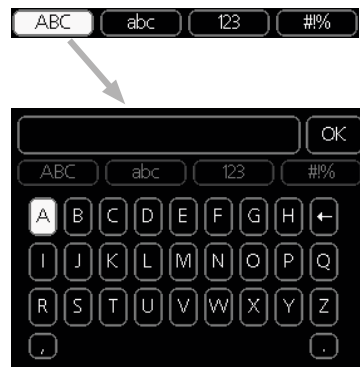 ABC abc 123 #!%
OK
ABC abc 123 #!%
A B C D E F G H ←
I J K L M N O P Q
R S T U V W X Y Z
, .